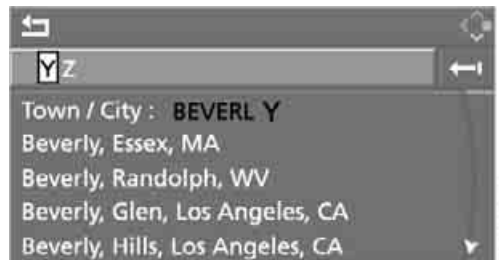 Y Z
Town / City : BEVERL Y
Beverly, Essex, MA
Beverly, Randolph, WV
Beverly, Glen, Los Angeles, CA
Beverly, Hills, Los Angeles, CA